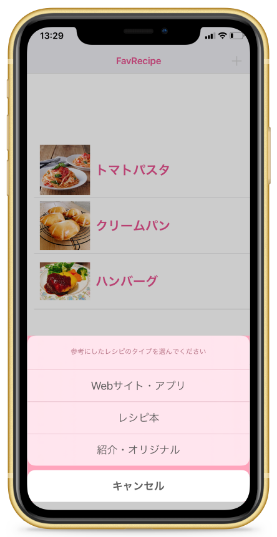 13:29
FavRecipe
+
トマトパスタ
クリームパン
ハンバーグ
参考にしたレシピのタイプを選んでください
Webサイト・アプリ
レシピ本
紹介・オリジナル
キャンセル